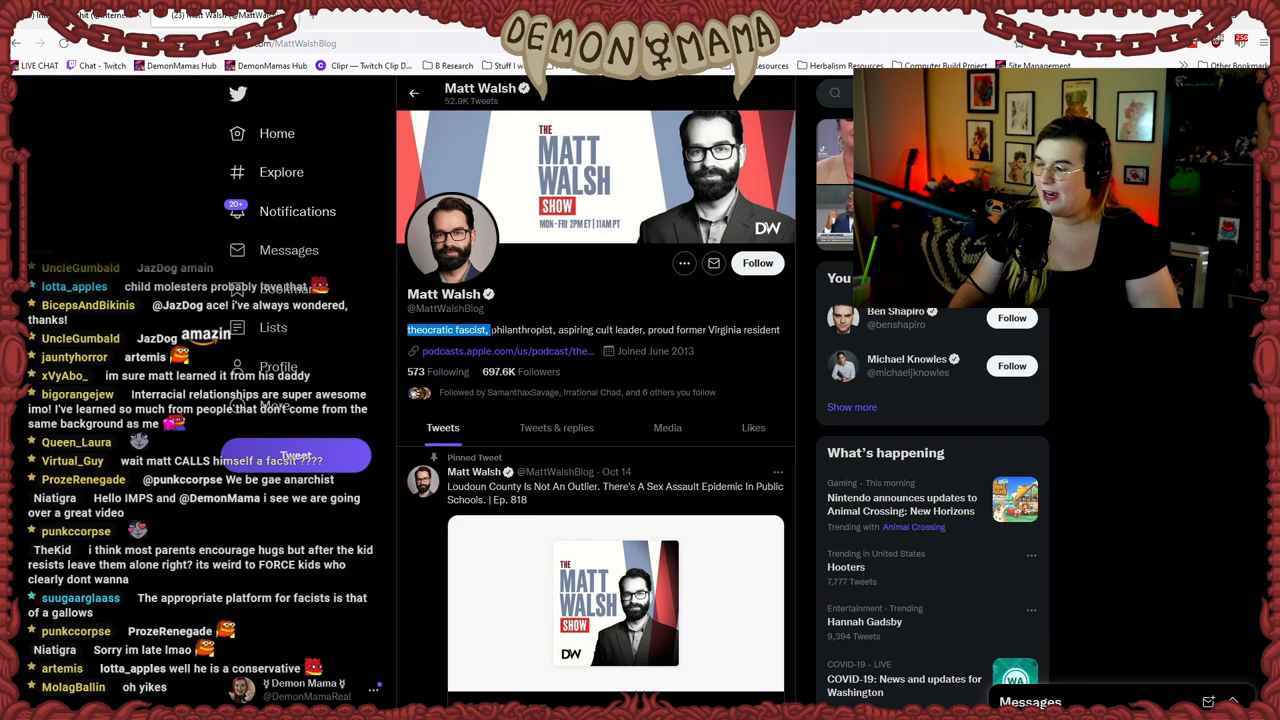 DEMON MAMA
(23) Matt Walsh (@MattWals
/MattWalshBlog
LIVE CHAT
Chat - Twitch
DemonMamas Hub
DemonMamas Hub
Clipr — Twitch Clip D...
B Research
Stuff I w
Resources
Herbalism Resources
Computer Build Project
Site Management
Other Bookmar
250
Home
Explore
20+
Notifications
Messages
Bookmar
Lists
Profile
More
Tweet
☿ Demon Mama ☿
@DemonMamaReal
UncleGumbald JazDog amain
lotta_apples child molesters probably love that
BicepsAndBikinis @JazDog ace! i've always wondered,
thanks!
UncleGumbald JazDog amazin
jauntyhorror artemis
xVyAbo_ im sure matt learned it from his daddy
bigorangejew Interracial relationships are super awesome
imo! I've learned so much from people that don't come from the
same background as me
Queen_Laura
Virtual_Guy wait matt CALLS himself a facsit ????
ProzeRenegade @punkccorpse We be gae anarchist
Niatigra Hello IMPS and @DemonMama i see we are going
over a great video
punkccorpse
TheKid i think most parents encourage hugs but after the kid
resists leave them alone right? its weird to FORCE kids who
clearly dont wanna
suugaarglaass The appropriate platform for facists is that
of a gallows
punkccorpse ProzeRenegade
Niatigra Sorry im late lmao
artemis lotta_apples well he is a conservative
MolagBallin oh yikes
Matt Walsh
52.9K Tweets
THE
MATT
WALSH
SHOW
MON - FRI 2PM ET | 11AM PT
DW
Follow
Matt Walsh
@MattWalshBlog
theocratic fascist, philanthropist, aspiring cult leader, proud former Virginia resident
podcasts.apple.com/us/podcast/the...
Joined June 2013
573 Following 697.6K Followers
Followed by SamanthaxSavage, Irrational Chad, and 6 others you follow
Tweets
Tweets & replies
Media
Likes
Pinned Tweet
Matt Walsh @MattWalshBlog · Oct 14
Loudoun County Is Not An Outlier. There's A Sex Assault Epidemic In Public
Schools. | Ep. 818
THE
MATT
WALSH
SHOW
DW
You
Ben Shapiro
@benshapiro
Follow
Michael Knowles
@michaeljknowles
Follow
Show more
What's happening
Gaming · This morning
Nintendo announces updates to
Animal Crossing: New Horizons
Trending with Animal Crossing
Trending in United States
Hooters
7,777 Tweets
Entertainment · Trending
Hannah Gadsby
9,394 Tweets
COVID-19 · LIVE
COVID-19: News and updates for
Washington
WA
Messages